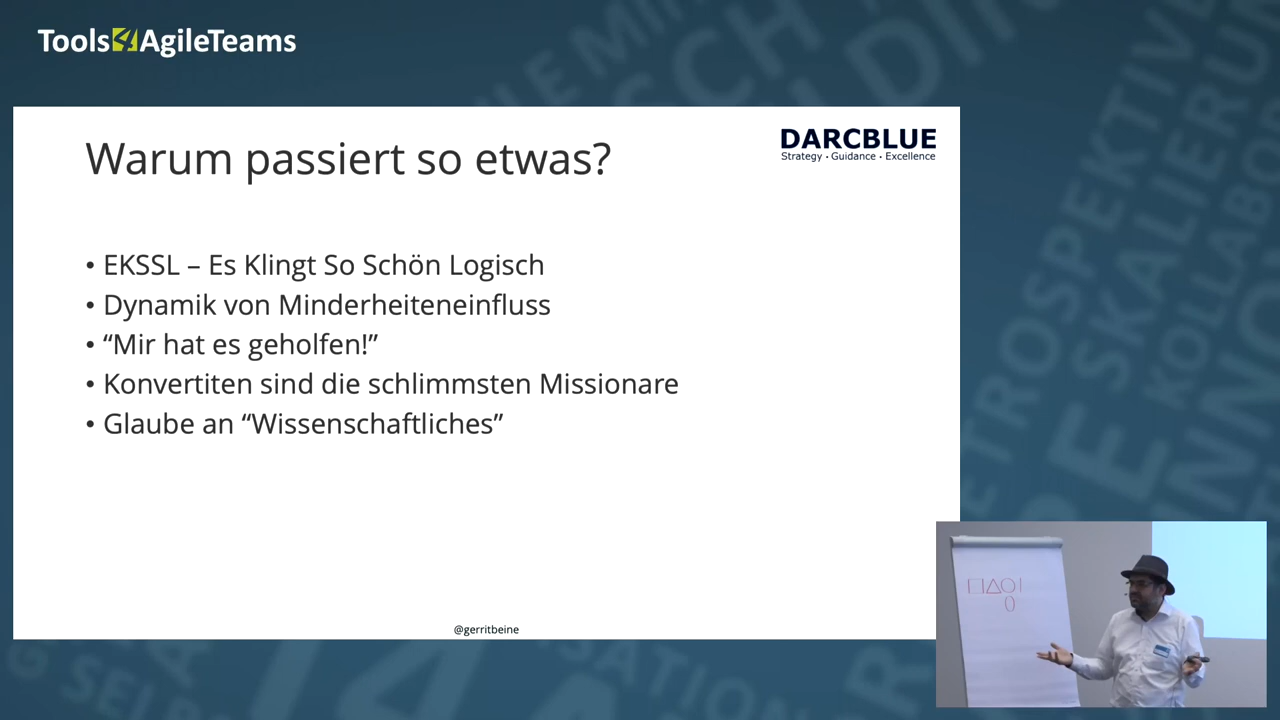 Tools4AgileTeams
Warum passiert so etwas?
DARCBLUE
Strategy • Guidance • Excellence
• EKSSL – Es Klingt So Schön Logisch
• Dynamik von Minderheiteneinfluss
• “Mir hat es geholfen!”
• Konvertiten sind die schlimmsten Missionare
• Glaube an “Wissenschaftliches”
@gerritbeine